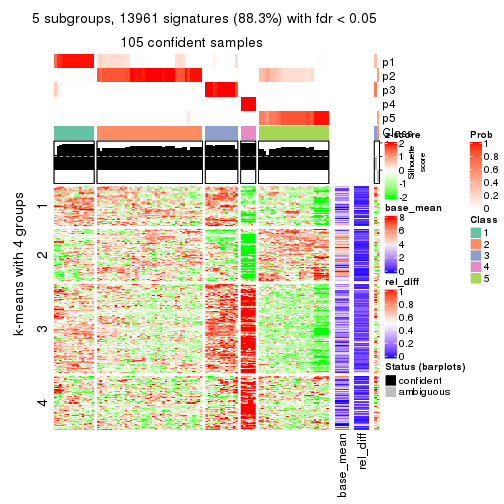 5 subgroups, 13961 signatures (88.3%) with fdr < 0.05
105 confident samples
p1
p2
p3
p4
p5
Class
Silhouette
score
k-means with 4 groups
1
2
3
4
base_mean
rel_diff
z-score
2
1
0
-1
-2
base_mean
8
6
4
2
0
rel_diff
1
0.8
0.6
0.4
0.2
0
Status (barplots)
confident
ambiguous
Prob
1
0.8
0.6
0.4
0.2
0
Class
1
2
3
4
5